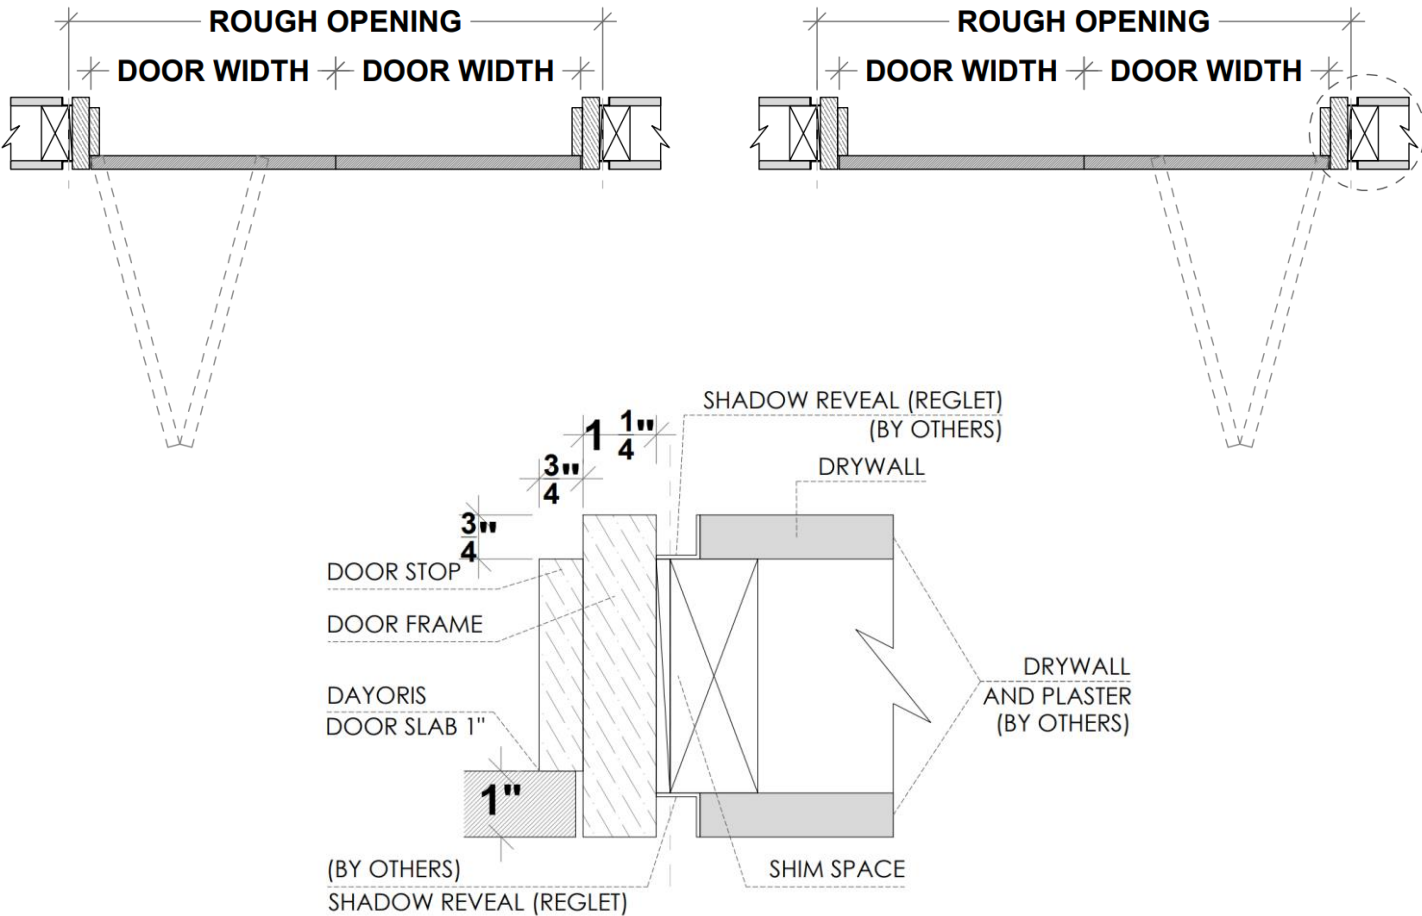 ROUGH OPENING
DOOR WIDTH DOOR WIDTH
ROUGH OPENING
DOOR WIDTH DOOR WIDTH
SHADOW REVEAL (REGLET)
(BY OTHERS)
1 1/4"
3/4"
DRYWALL
3/4"
DOOR STOP
DOOR FRAME
DAYORIS
DOOR SLAB 1"
DRYWALL
AND PLASTER
(BY OTHERS)
1"
(BY OTHERS)
SHADOW REVEAL (REGLET)
SHIM SPACE